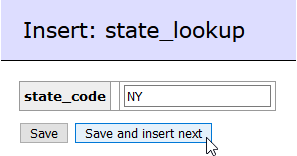 Insert: state_lookup
state_code NY
Save Save and insert next